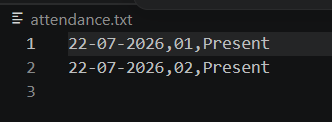 attendance.txt
1 22-07-2026,01,Present
2 22-07-2026,02,Present
3